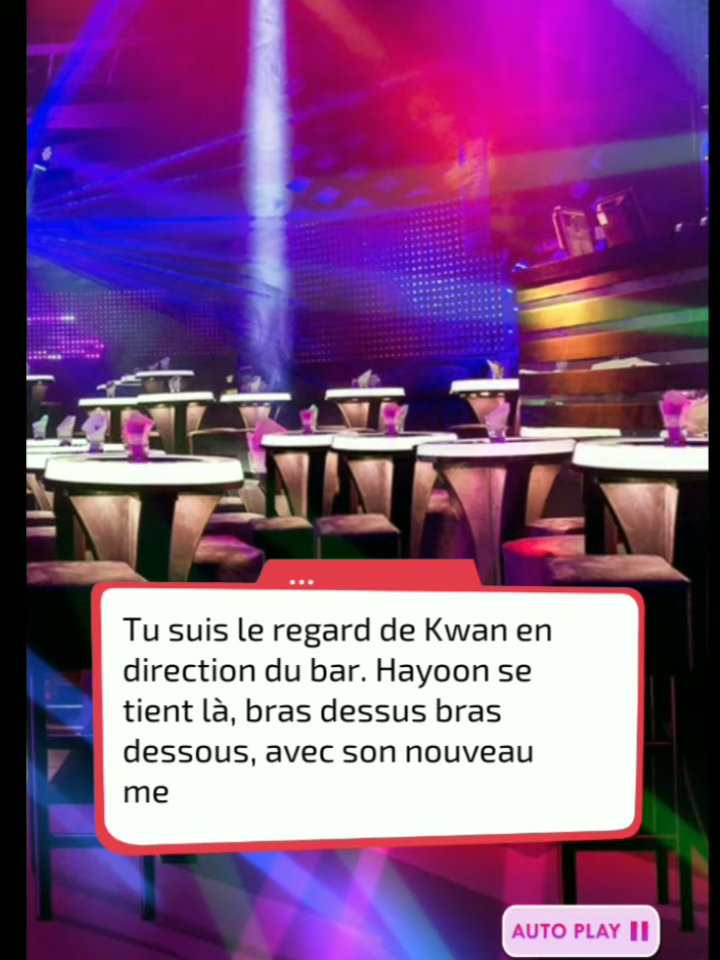 ...
Tu suis le regard de Kwan en
direction du bar. Hayoon se
tient là, bras dessus bras
dessous, avec son nouveau
me
AUTO PLAY